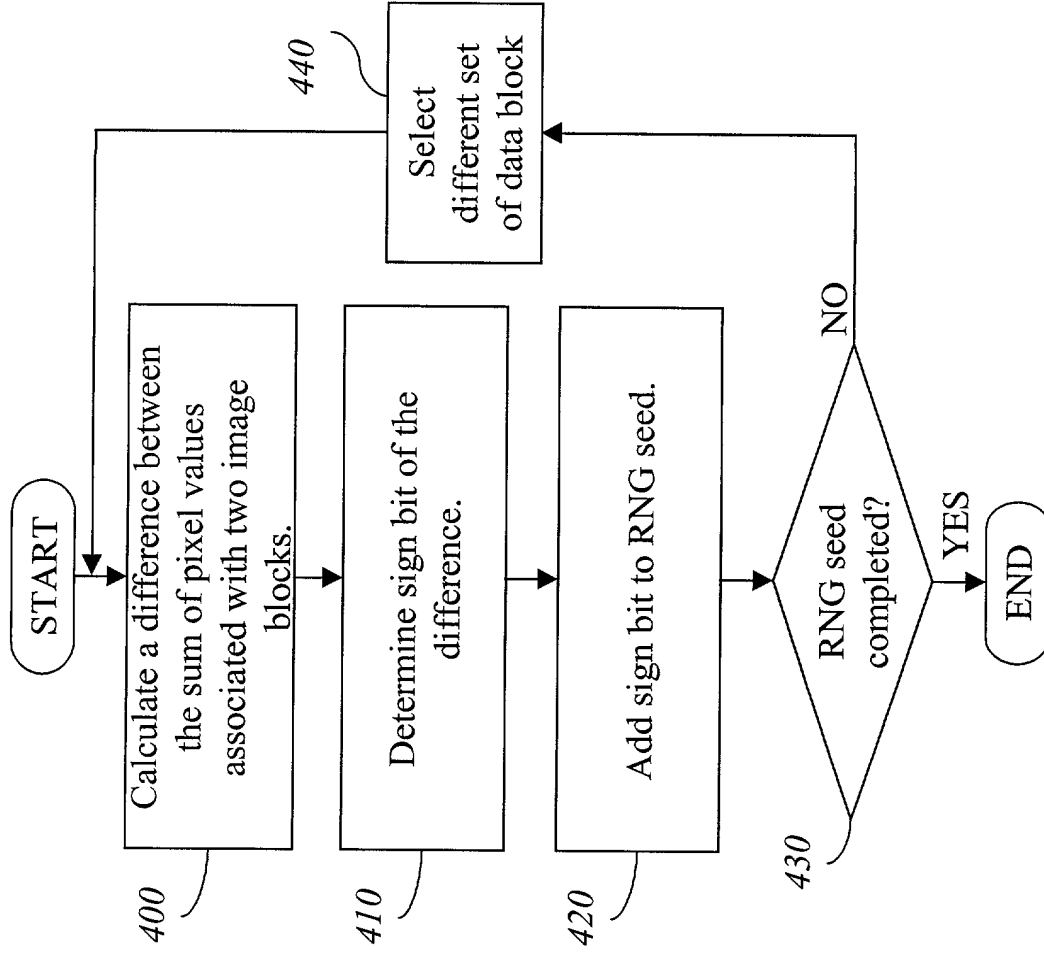 START
Calculate a difference between
the sum of pixel values
associated with two image
blocks.
400
Determine sign bit of the
difference.
410
Add sign bit to RNG seed.
420
RNG seed
completed?
430
NO
YES
Select
different set
of data block
440
END